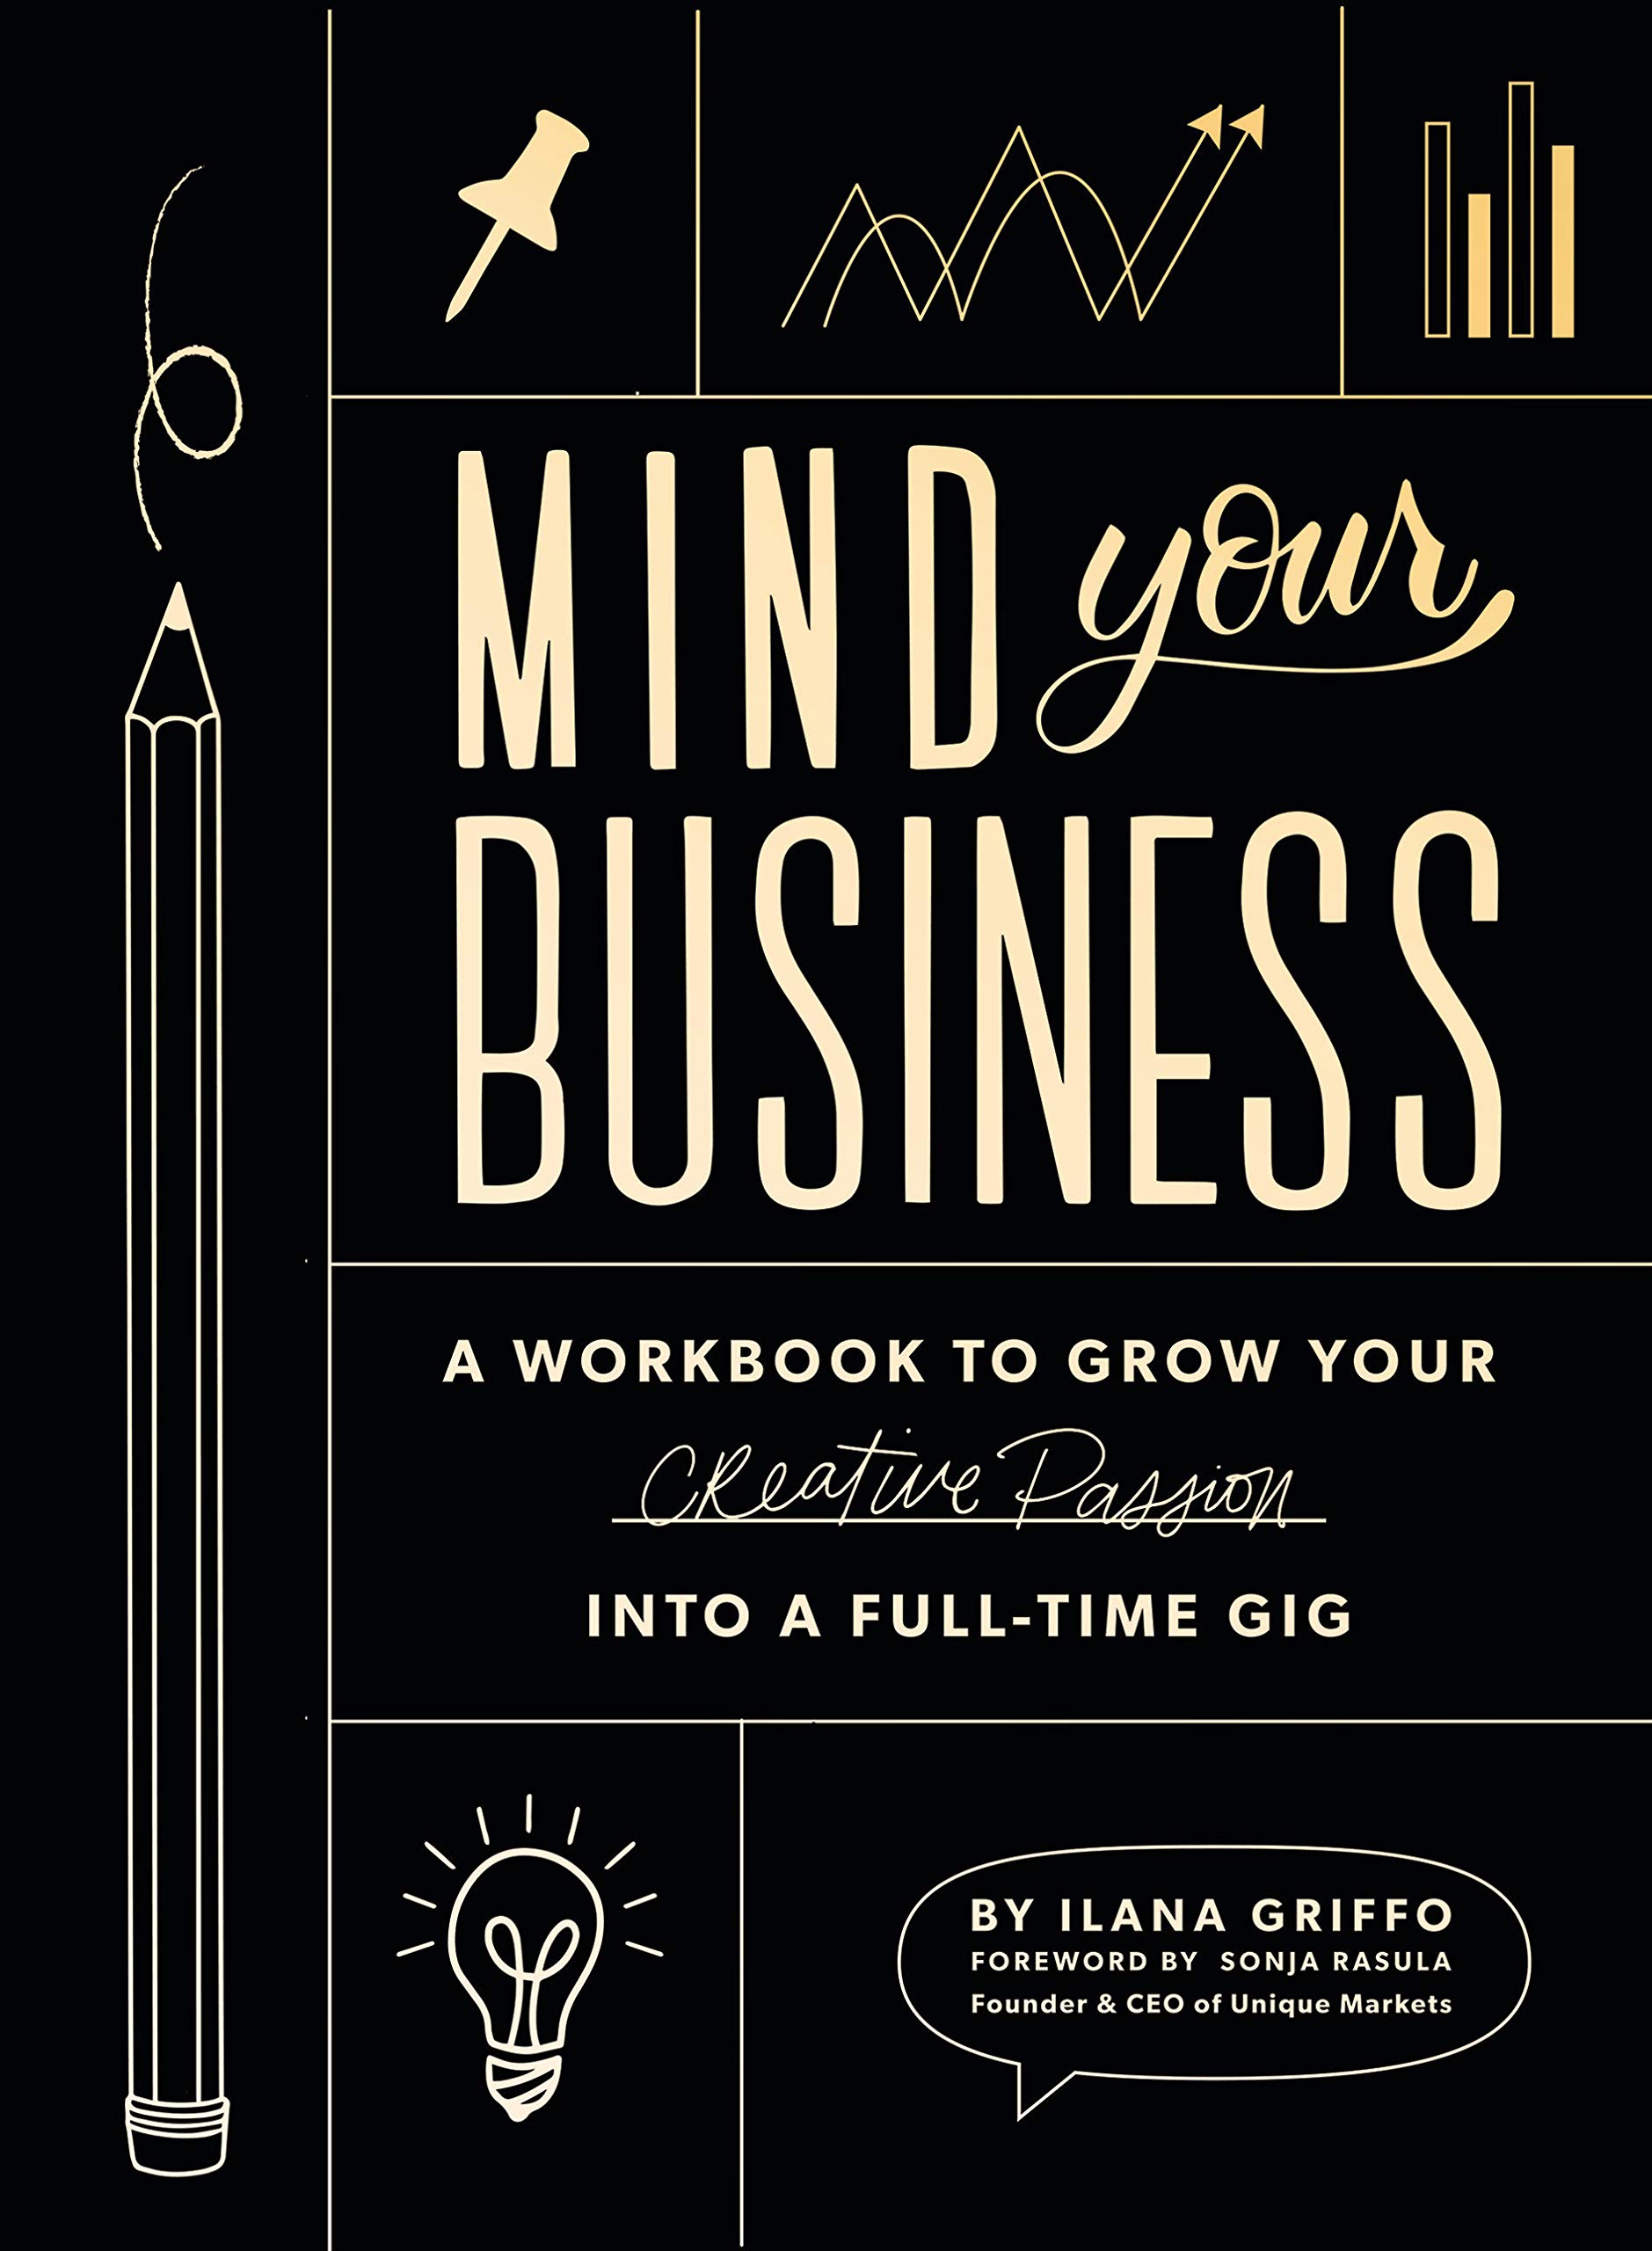 MIND your
BUSINESS
A WORKBOOK TO GROW YOUR
Creative Passion
INTO A FULL-TIME GIG
BY ILANA GRIFFO
FOREWORD BY SONJA RASULA
Founder & CEO of Unique Markets